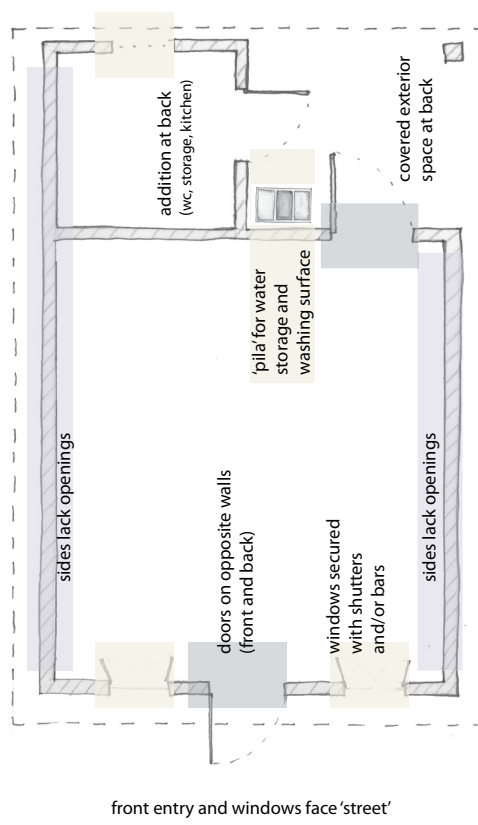 addition at back
(wc, storage, kitchen)
covered exterior
space at back
'pila' for water
storage and
washing surface
sides lack openings
doors on opposite walls
(front and back)
windows secured
with shutters
and/or bars
sides lack openings
front entry and windows face 'street'